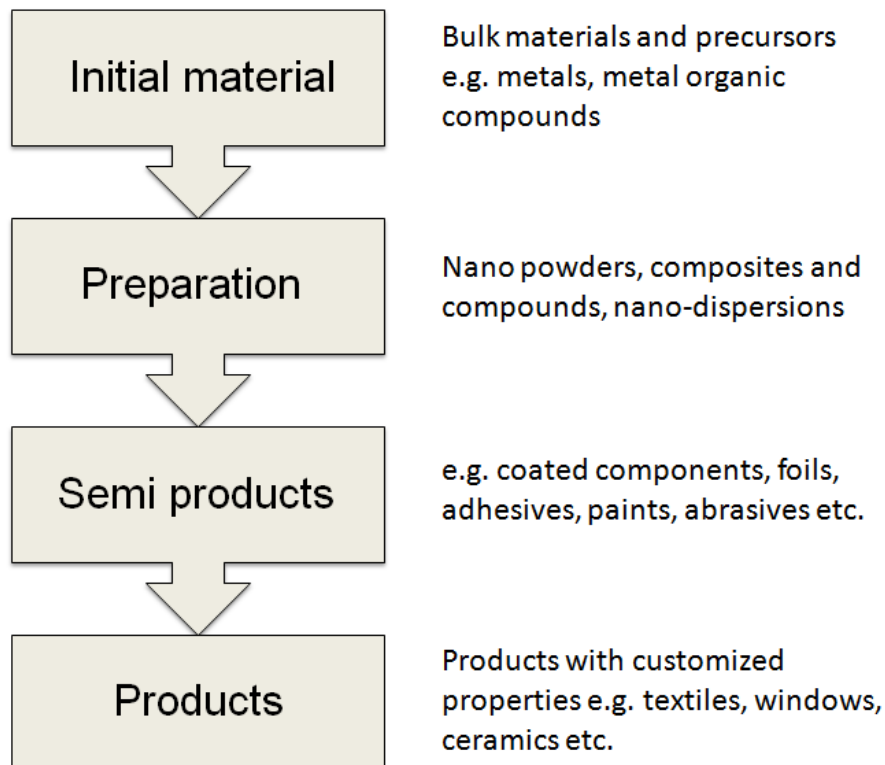 Initial material
Bulk materials and precursors
e.g. metals, metal organic
compounds
Preparation
Nano powders, composites and
compounds, nano-dispersions
Semi products
e.g. coated components, foils,
adhesives, paints, abrasives etc.
Products
Products with customized
properties e.g. textiles, windows,
ceramics etc.